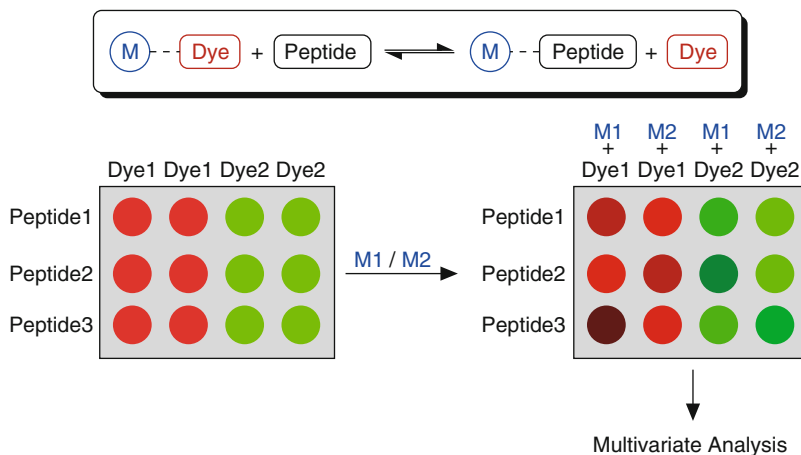 M Dye + Peptide M Peptide + Dye
M1 M2 M1 M2
+ + + +
Dye1 Dye1 Dye2 Dye2
Dye1 Dye1 Dye2 Dye2
Peptide1
Peptide2
Peptide3
M1 / M2
Peptide1
Peptide2
Peptide3
Multivariate Analysis